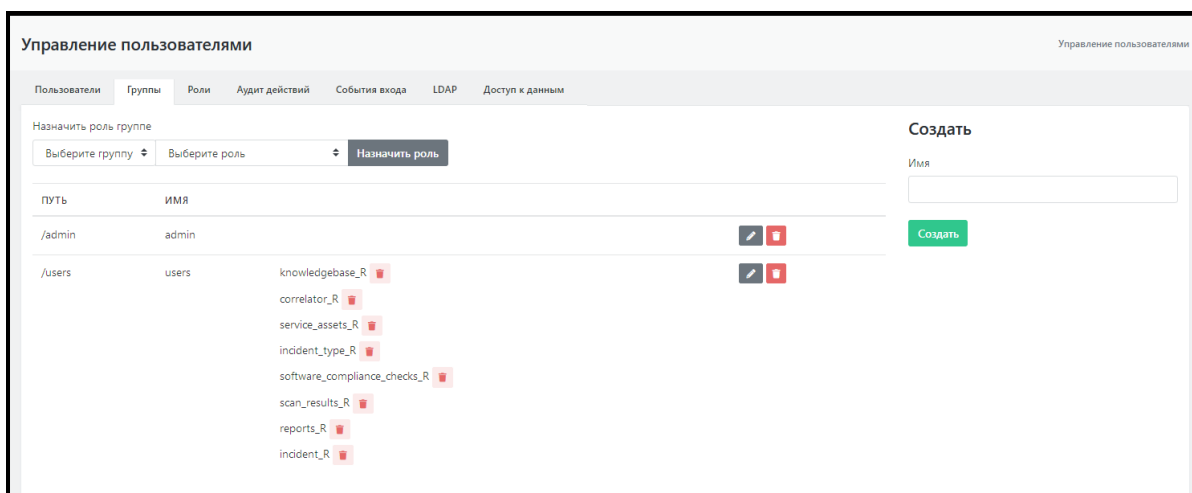 Управление пользователями
Управление пользователями
Пользователи Группы Роли Аудит действий События входа LDAP Доступ к данным
Назначить роль группе
Выберите группу Выберите роль Назначить роль
ПУТЬ ИМЯ
/admin admin
/users users knowledgebase_R
correlator_R
service_assets_R
incident_type_R
software_compliance_checks_R
scan_results_R
reports_R
incident_R
Создать
Имя
Создать